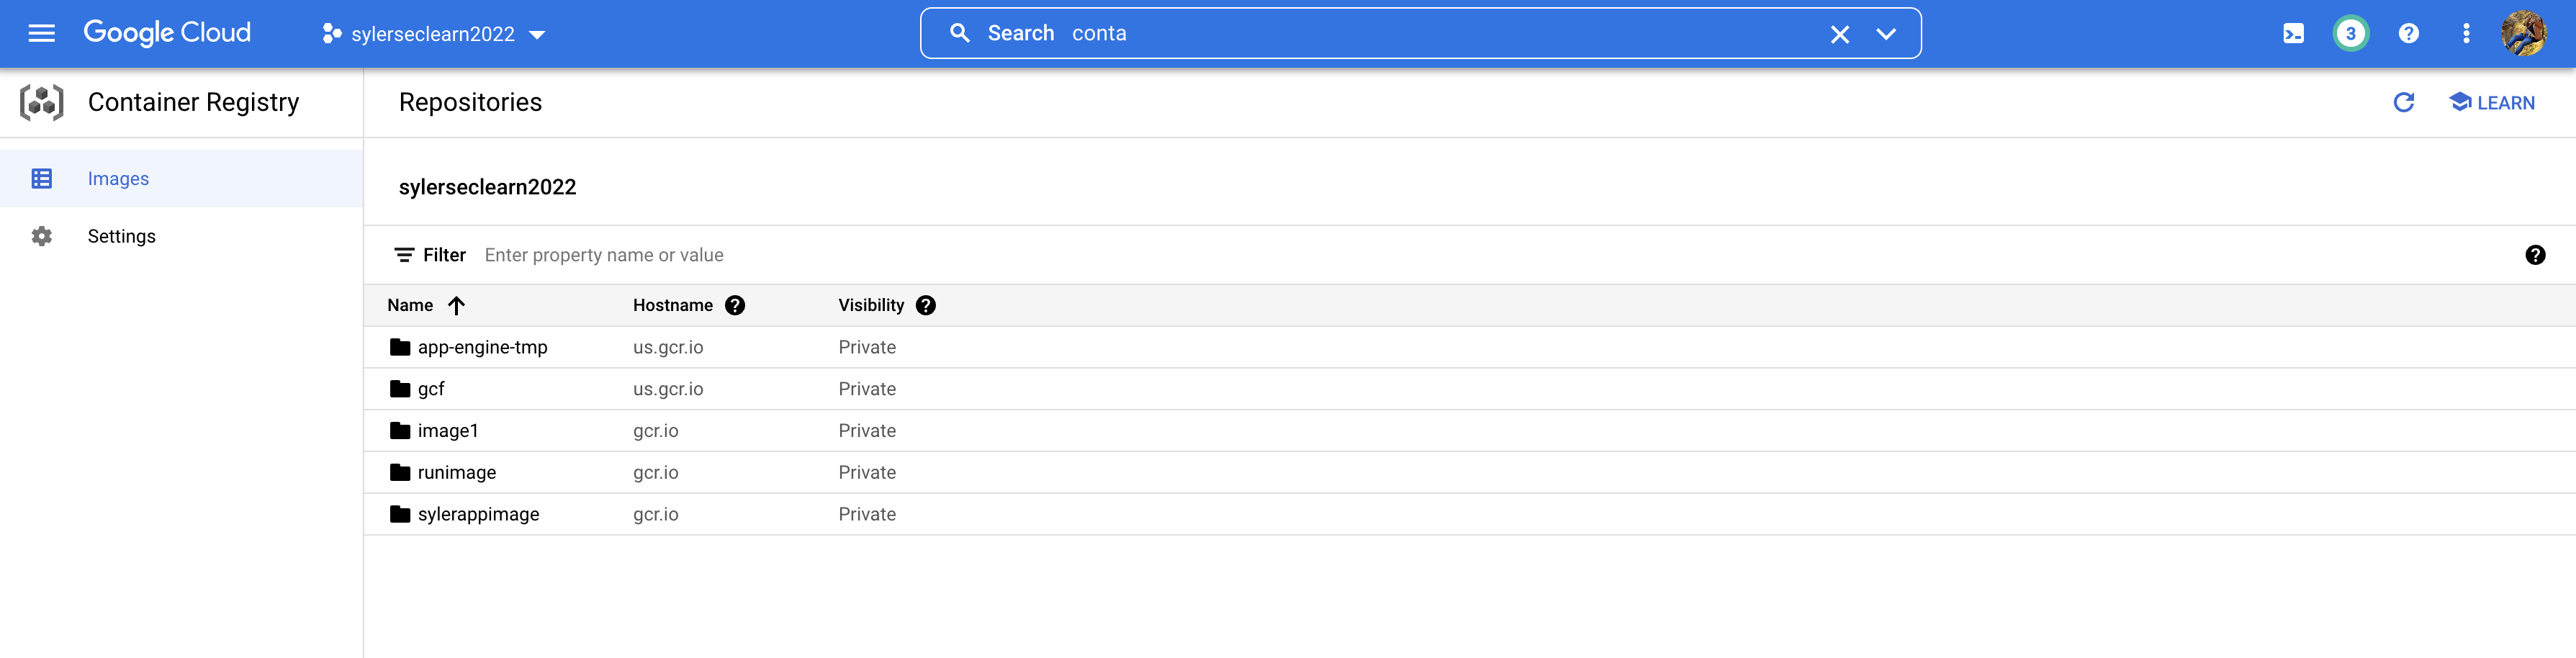 Google Cloud
sylerseclearn2022
Search conta
3
?
Container Registry
Repositories
LEARN
Images
Settings
sylerseclearn2022
Filter Enter property name or value
?
Name Hostname ? Visibility ?
app-engine-tmp us.gcr.io Private
gcf us.gcr.io Private
image1 gcr.io Private
runimage gcr.io Private
sylerappimage gcr.io Private